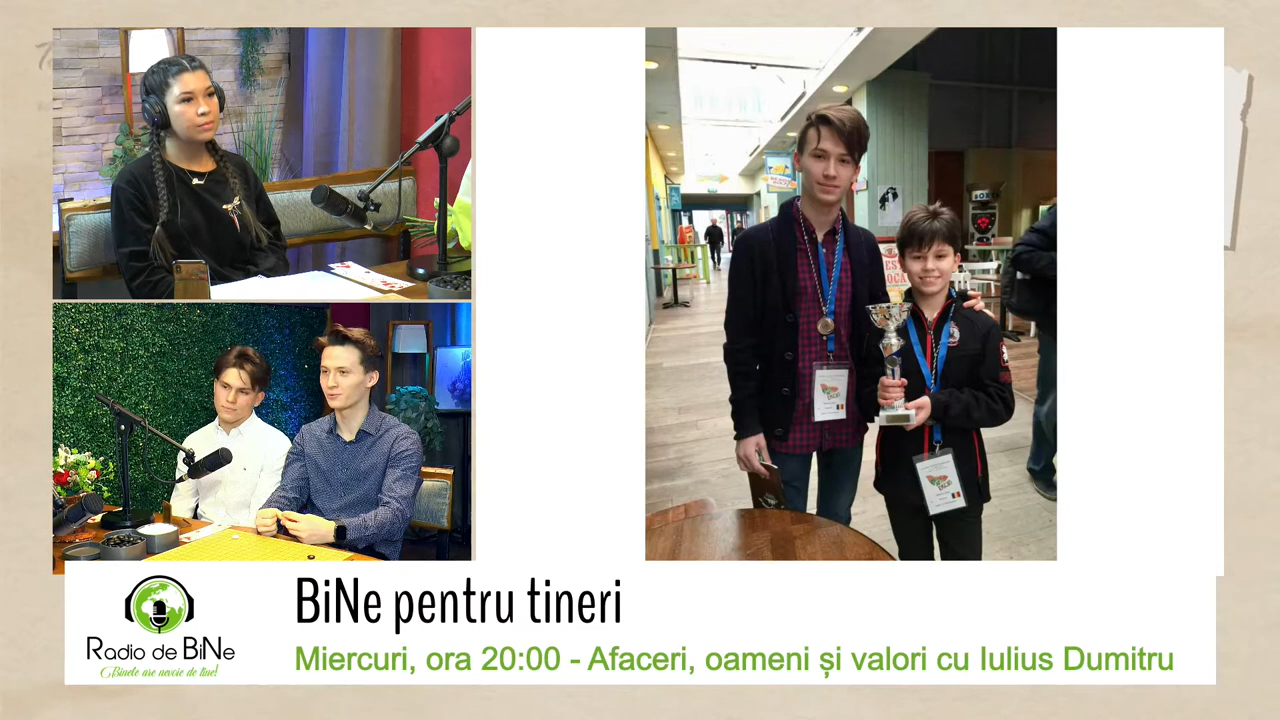 BiNe pentru tineri
Radio de BiNe
Binele are nevoie de tine!
Miercuri, ora 20:00 - Afaceri, oameni și valori cu Iulius Dumitru